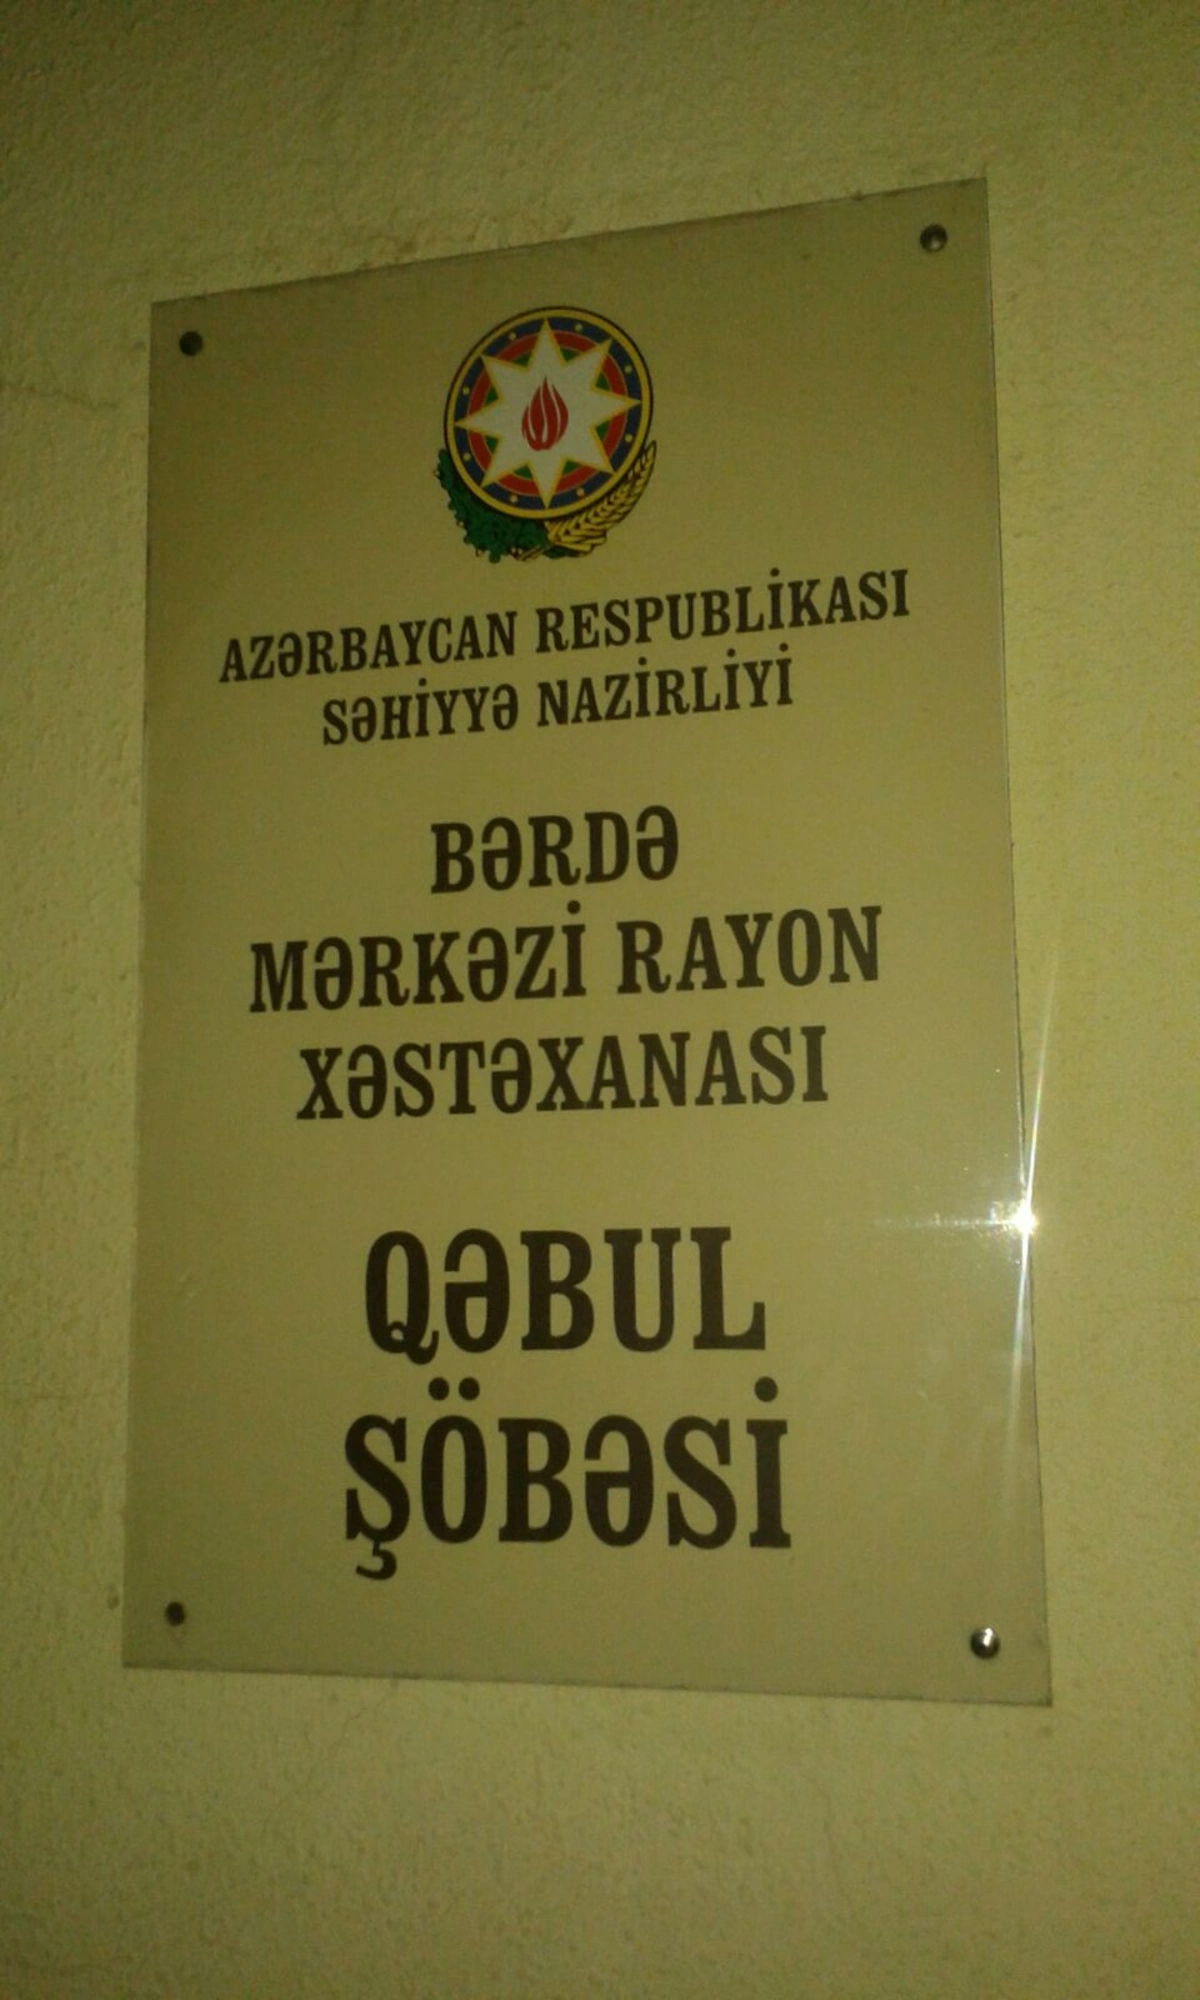 AZƏRBAYCAN RESPUBLİKASI
SƏHİYYƏ NAZİRLİYİ
BƏRDƏ
MƏRKƏZİ RAYON
XƏSTƏXANASI
QƏBUL
ŞÖBƏSİ